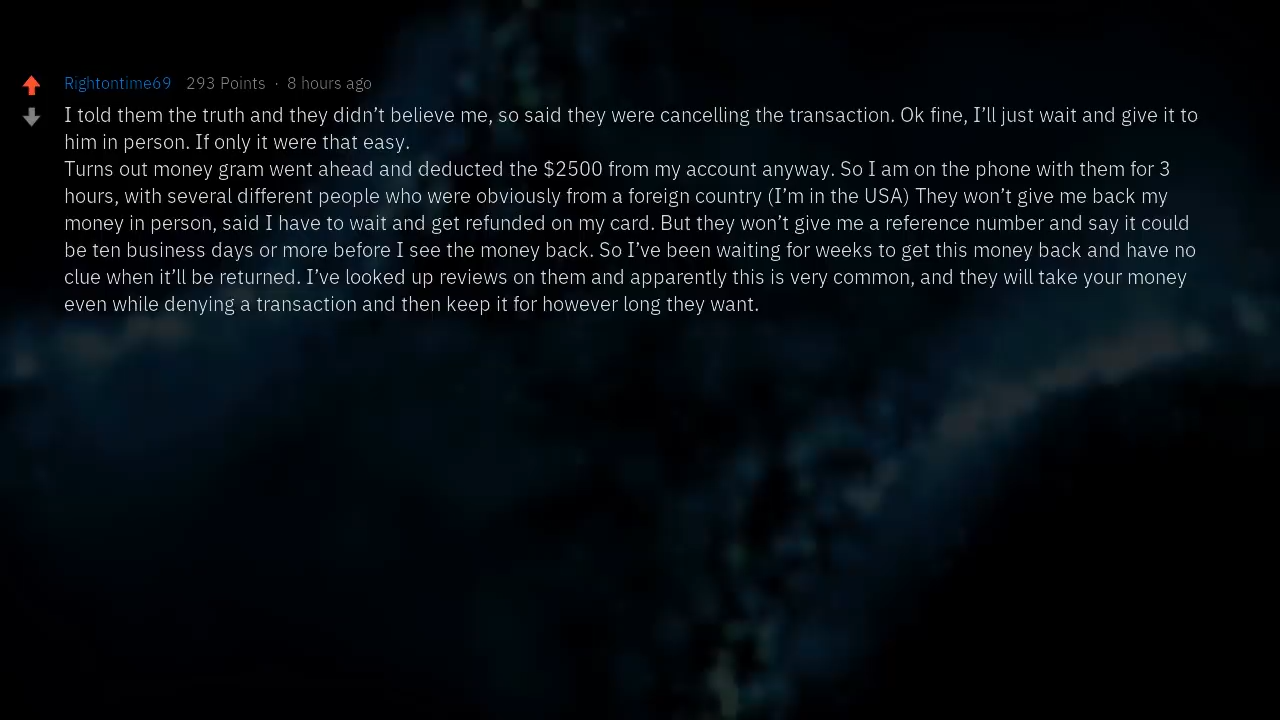 Rightontime69 293 Points · 8 hours ago
I told them the truth and they didn’t believe me, so said they were cancelling the transaction. Ok fine, I’ll just wait and give it to
him in person. If only it were that easy.
Turns out money gram went ahead and deducted the $2500 from my account anyway. So I am on the phone with them for 3
hours, with several different people who were obviously from a foreign country (I’m in the USA) They won’t give me back my
money in person, said I have to wait and get refunded on my card. But they won’t give me a reference number and say it could
be ten business days or more before I see the money back. So I’ve been waiting for weeks to get this money back and have no
clue when it’ll be returned. I’ve looked up reviews on them and apparently this is very common, and they will take your money
even while denying a transaction and then keep it for however long they want.